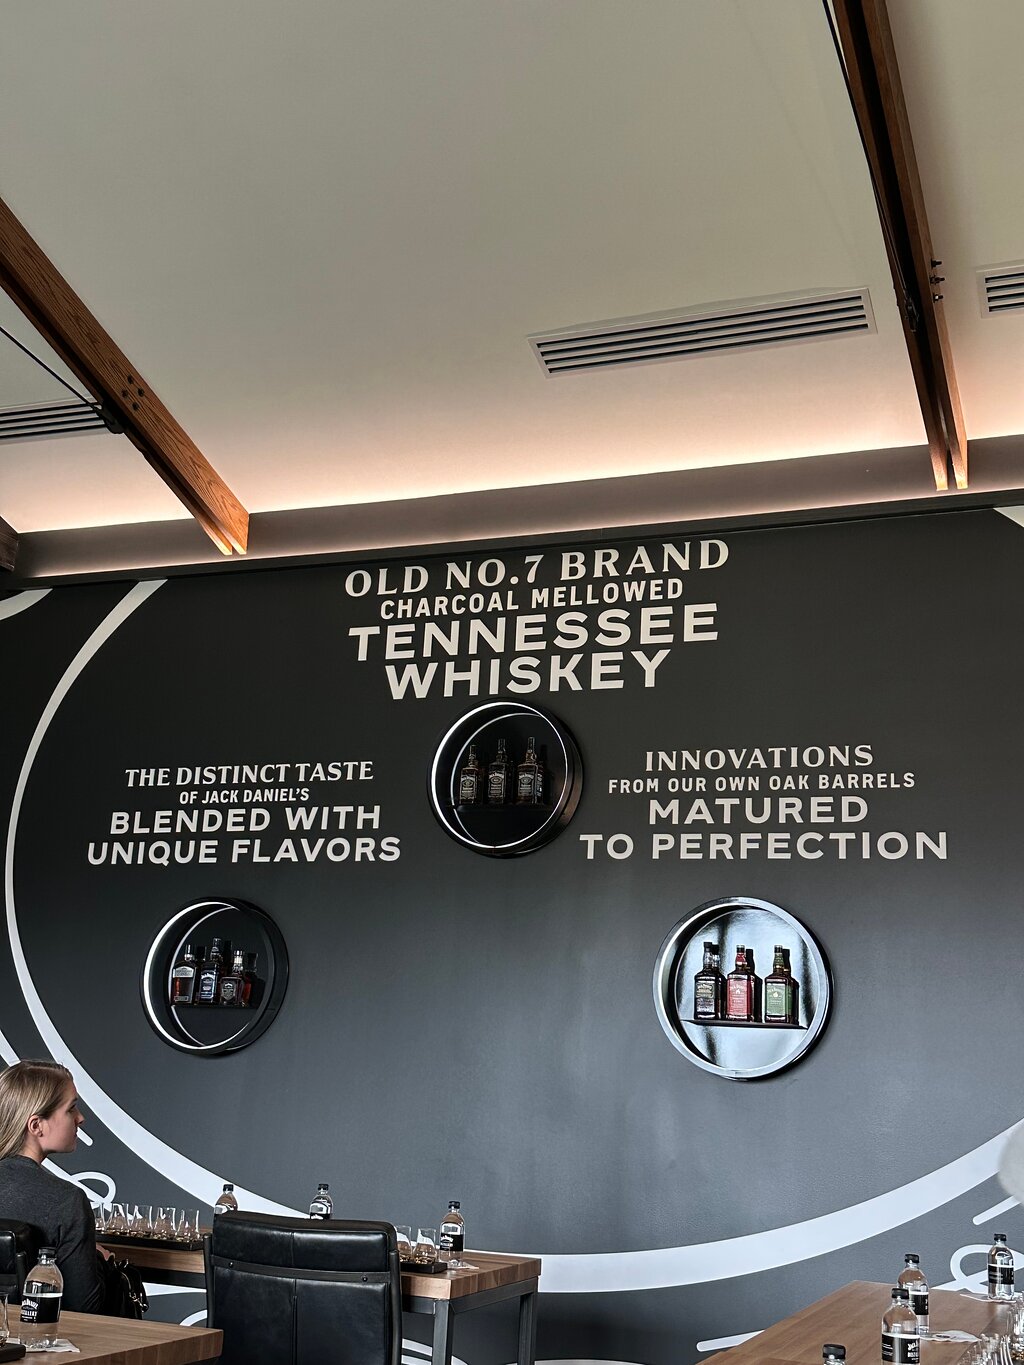 OLD NO.7 BRAND
CHARCOAL MELLOWED
TENNESSEE
WHISKEY
THE DISTINCT TASTE
OF JACK DANIEL'S
BLENDED WITH
UNIQUE FLAVORS
INNOVATIONS
FROM OUR OWN OAK BARRELS
MATURED
TO PERFECTION